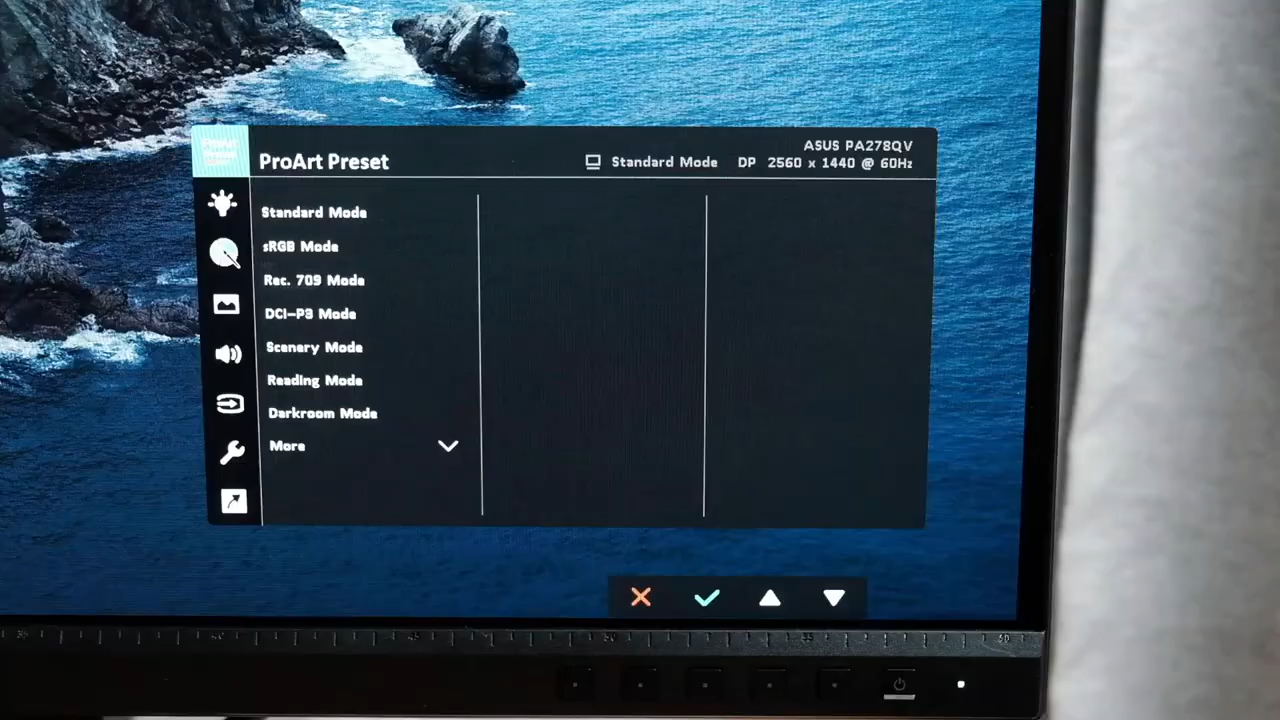 ASUS PA278QV
ProArt Preset
Standard Mode DP 2560 x 1440 @ 60Hz
Standard Mode
sRGB Mode
Rec. 709 Mode
DCI-P3 Mode
Scenery Mode
Reading Mode
Darkroom Mode
More